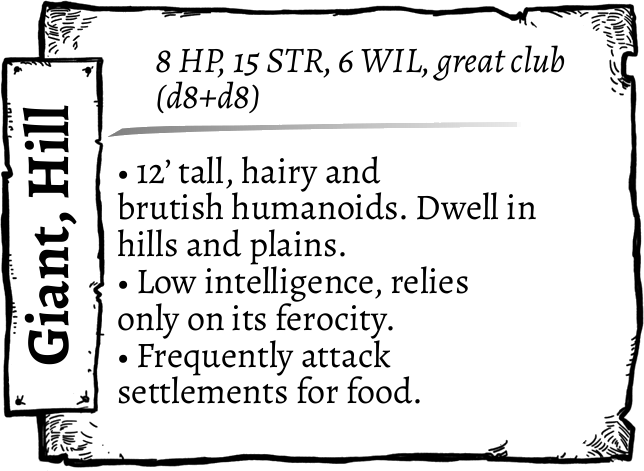 Giant, Hill
8 HP, 15 STR, 6 WIL, great club
(d8+d8)
• 12’ tall, hairy and
brutish humanoids. Dwell in
hills and plains.
• Low intelligence, relies
only on its ferocity.
• Frequently attack
settlements for food.